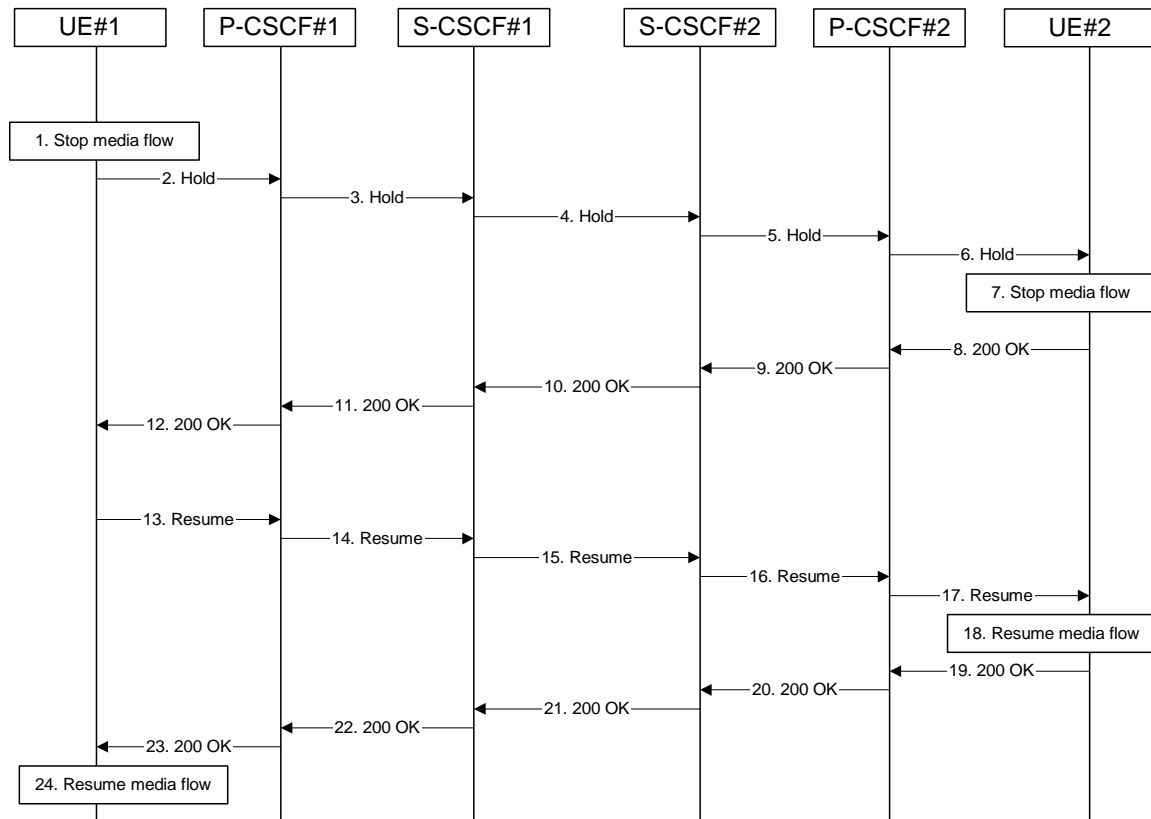 UE#1
P-CSCF#1
S-CSCF#1
S-CSCF#2
P-CSCF#2
UE#2
1. Stop media flow
2. Hold
3. Hold
4. Hold
5. Hold
6. Hold
7. Stop media flow
8. 200 OK
9. 200 OK
10. 200 OK
11. 200 OK
12. 200 OK
13. Resume
14. Resume
15. Resume
16. Resume
17. Resume
18. Resume media flow
19. 200 OK
20. 200 OK
21. 200 OK
22. 200 OK
23. 200 OK
24. Resume media flow